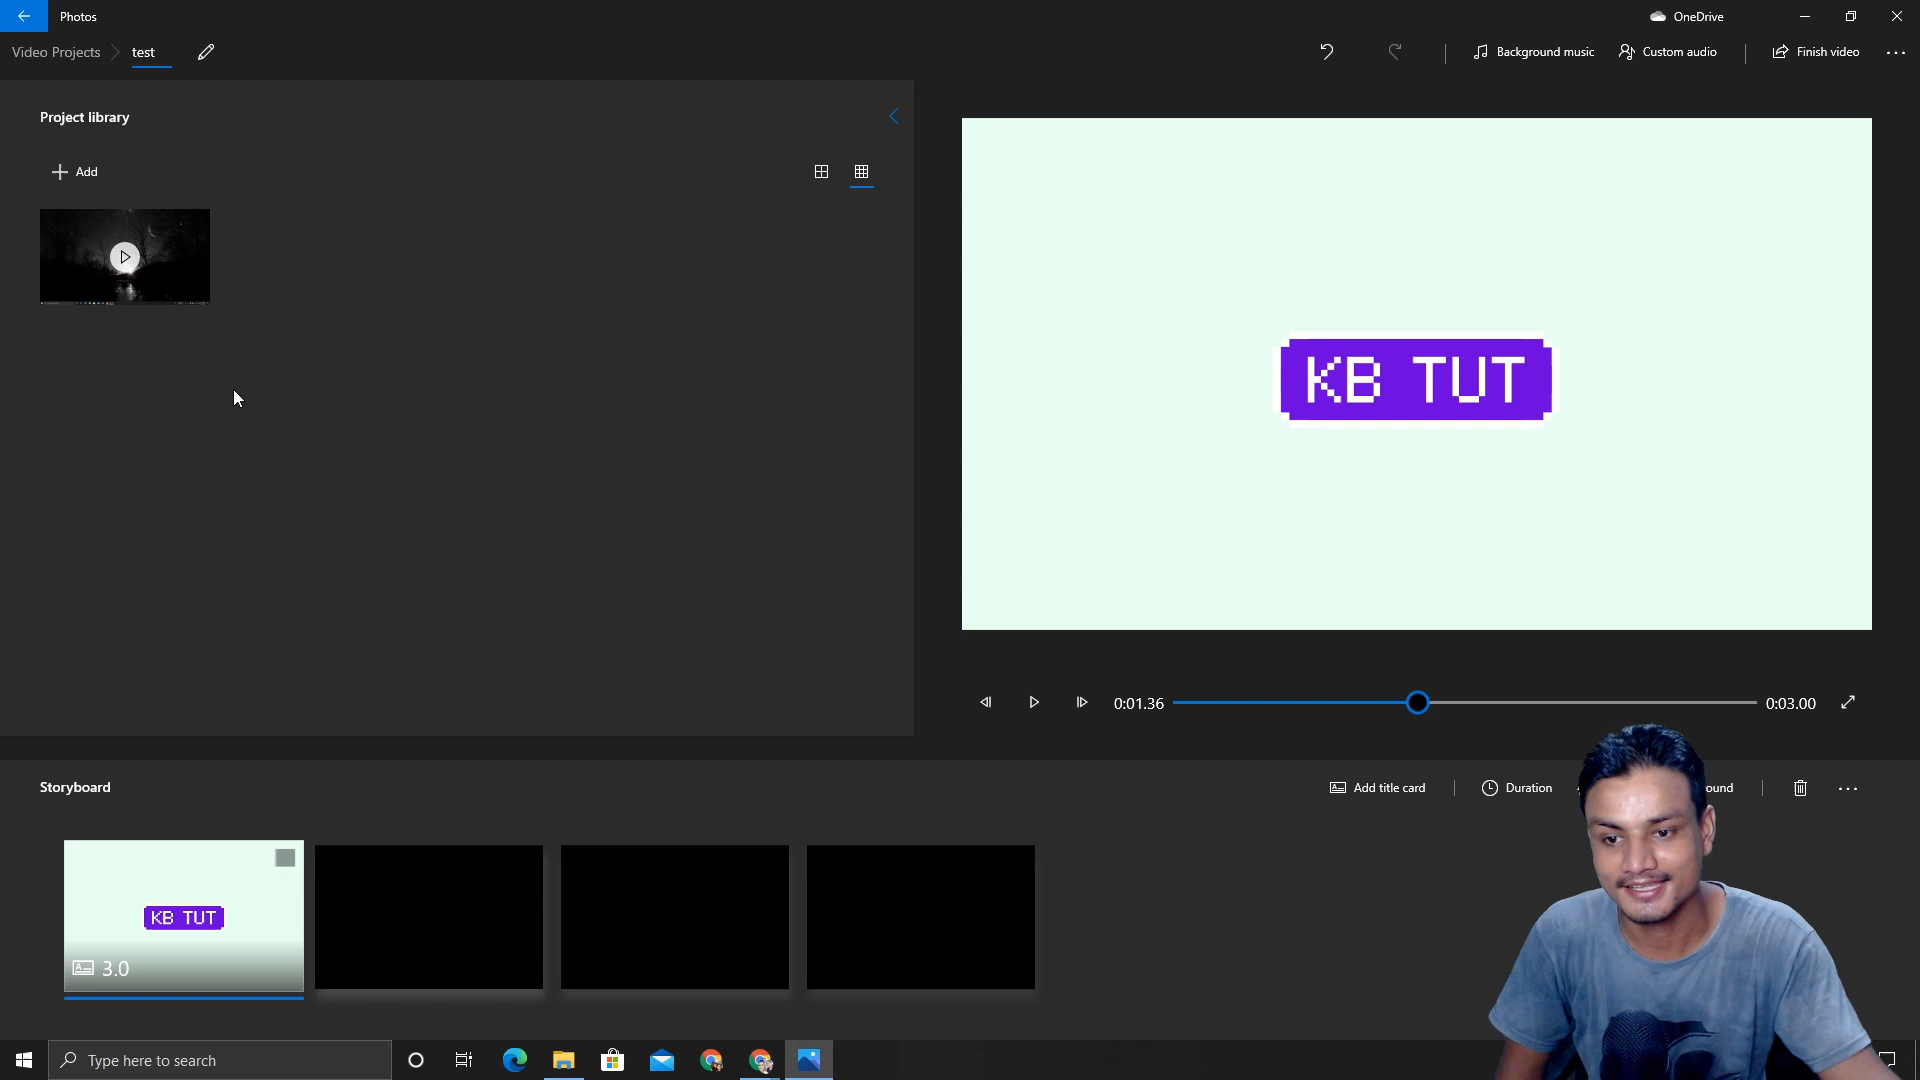 Photos
OneDrive
Video Projects
test
Background music
Custom audio
Finish video
Project library
Add
KB TUT
0:01.36
0:03.00
Storyboard
Add title card
Duration
ound
KB TUT
3.0
Type here to search